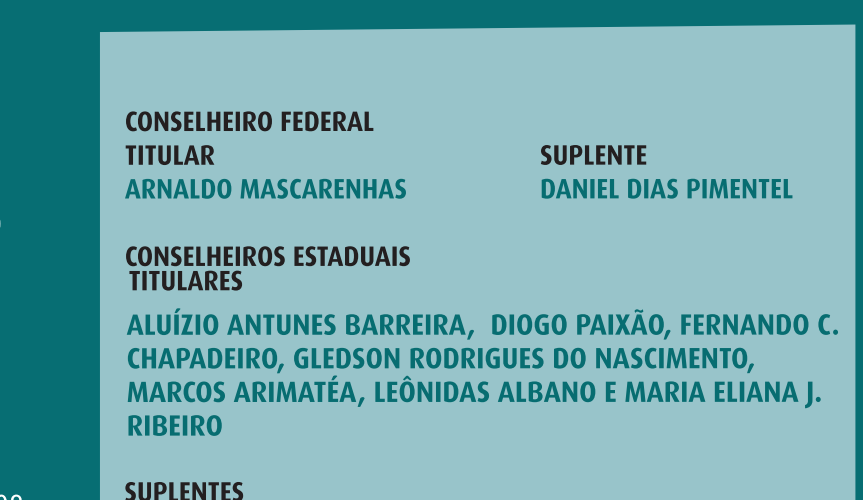 CONSELHEIRO FEDERAL
TITULAR SUPLENTE
ARNALDO MASCARENHAS DANIEL DIAS PIMENTEL
CONSELHEIROS ESTADUAIS
TITULARES
ALUÍZIO ANTUNES BARREIRA, DIOGO PAIXÃO, FERNANDO C.
CHAPADEIRO, GLEDSON RODRIGUES DO NASCIMENTO,
MARCOS ARIMATÉA, LEÔNIDAS ALBANO E MARIA ELIANA J.
RIBEIRO
SUPLENTES